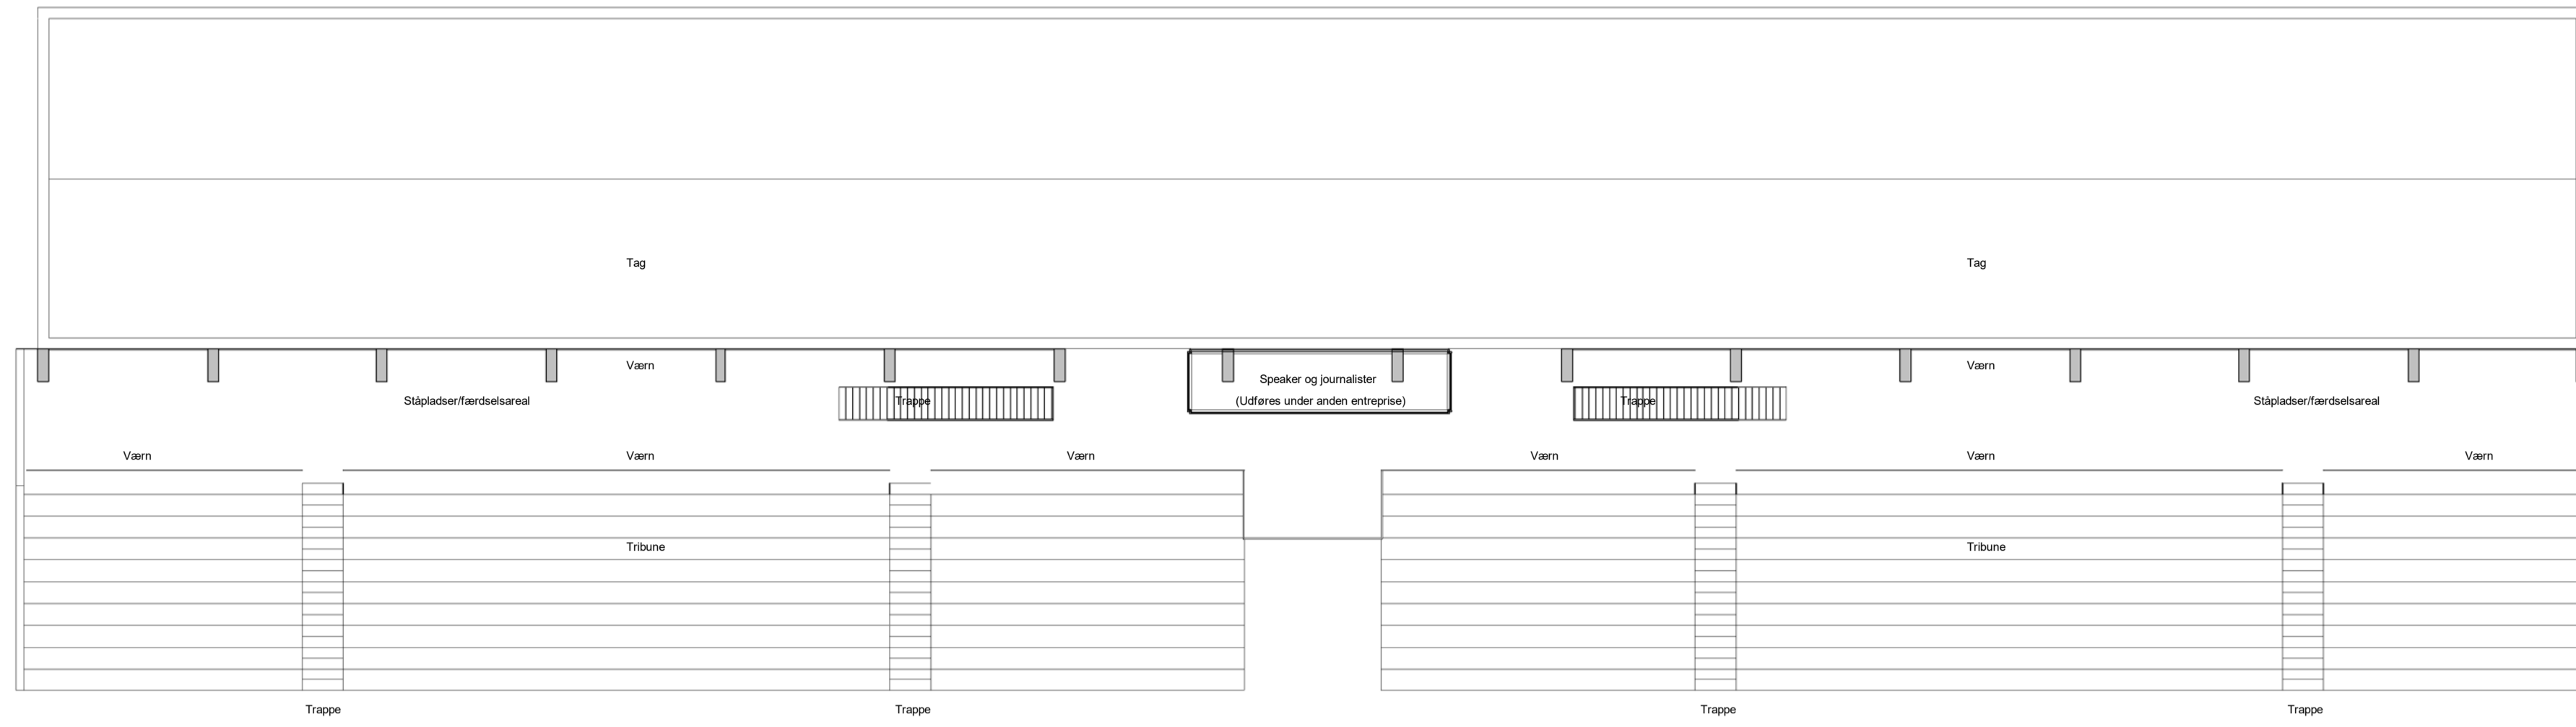 Tag
Tag
Værn
Værn
Speaker og journalister
Ståpladser/færdselsareal
Trappe
(Udføres under anden entreprise)
Trappe
Ståpladser/færdselsareal
Værn
Værn
Værn
Værn
Værn
Værn
Tribune
Tribune
Trappe
Trappe
Trappe
Trappe